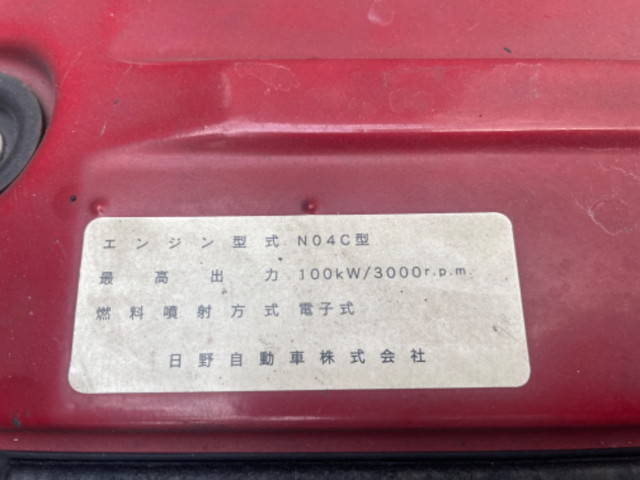 エンジン型式 N04C型
最高出力 100kW/3000r.p.m.
燃料噴射方式 電子式
日野自動車株式会社